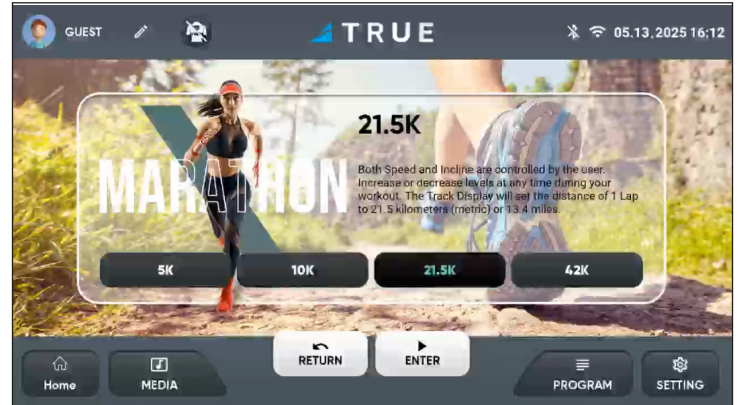 GUEST
TRUE
05.13.2025 16:12
21.5K
MARATHON
Both Speed and Incline are controlled by the user.
Increase or decrease levels at any time during your
workout. The Track Display will set the distance of 1 Lap
to 21.5 kilometers (metric) or 13.4 miles.
5K
10K
21.5K
42K
RETURN
ENTER
Home
MEDIA
PROGRAM
SETTING